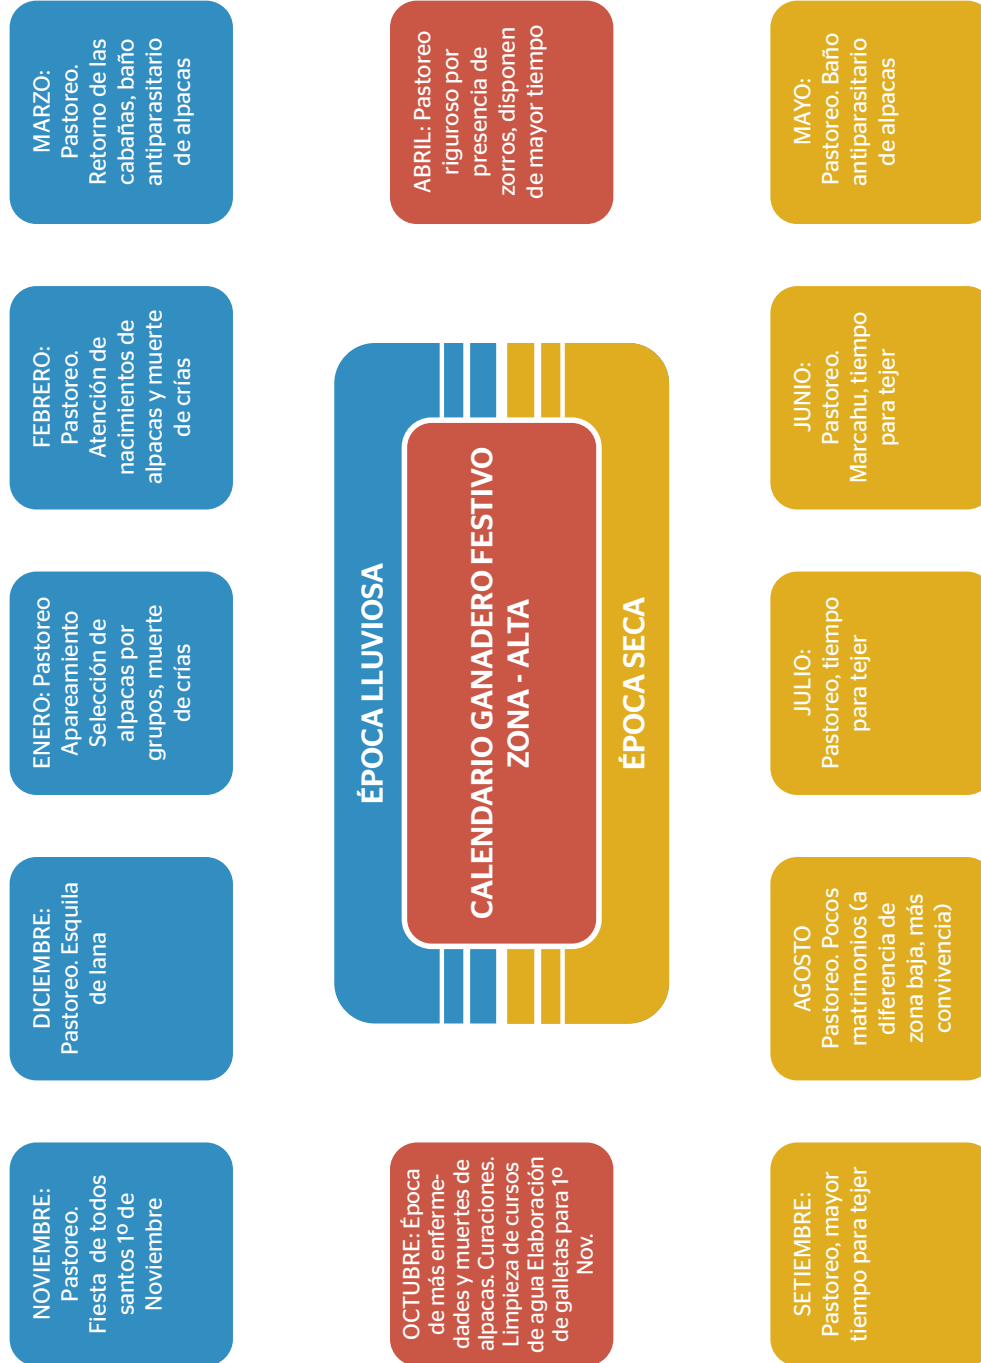 NOVIEMBRE:
Pastoreo.
Fiesta de todos
santos 1º de
Noviembre
DICIEMBRE:
Pastoreo. Esquila
de lana
ENERO: Pastoreo
Apareamiento
Selección de
alpacas por
grupos, muerte
de crías
FEBRERO:
Pastoreo.
Atención de
nacimientos de
alpacas y muerte
de crías
MARZO:
Pastoreo.
Retorno de las
cabañas, baño
antiparasitario
de alpacas
OCTUBRE: Época
de más enferme-
dades y muertes de
alpacas. Curaciones.
Limpieza de cursos
de agua Elaboración
de galletas para 1º
Nov.
ÉPOCA LLUVIOSA
CALENDARIO GANADERO FESTIVO
ZONA - ALTA
ÉPOCA SECA
ABRIL: Pastoreo
riguroso por
presencia de
zorros, disponen
de mayor tiempo
SETIEMBRE:
Pastoreo, mayor
tiempo para tejer
AGOSTO
Pastoreo. Pocos
matrimonios (a
diferencia de
zona baja, más
convivencia)
JULIO:
Pastoreo, tiempo
para tejer
JUNIO:
Pastoreo.
Marcahu, tiempo
para tejer
MAYO:
Pastoreo. Baño
antiparasitario
de alpacas